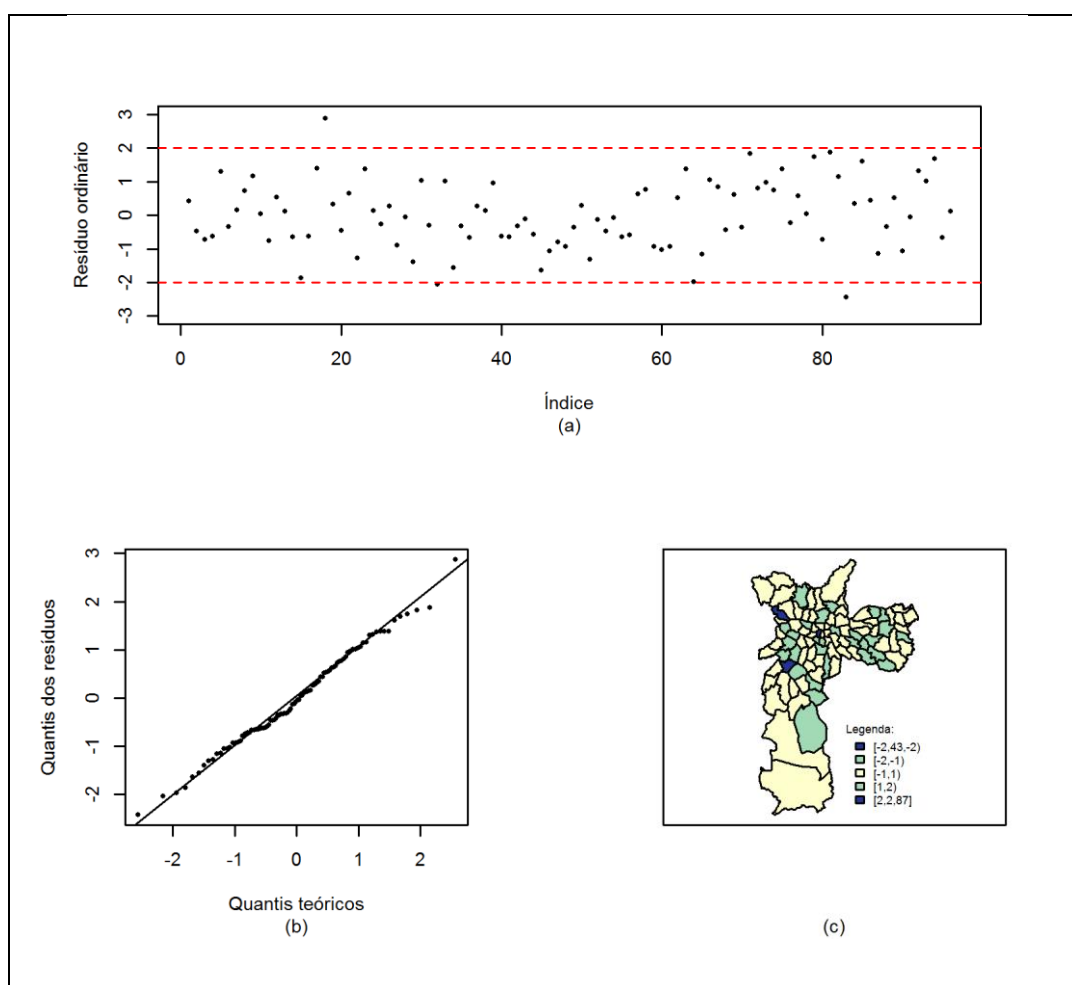 Resíduo ordinário
3
2
1
0
-1
-2
-3
0 20 40 60 80
Índice
(a)
Quantis dos resíduos
3
2
1
0
-1
-2
-2 -1 0 1 2
Quantis teóricos
(b)
Legenda:
[-2,43,-2)
[-2,-1)
[-1,1)
[1,2)
[2,2,87]
(c)